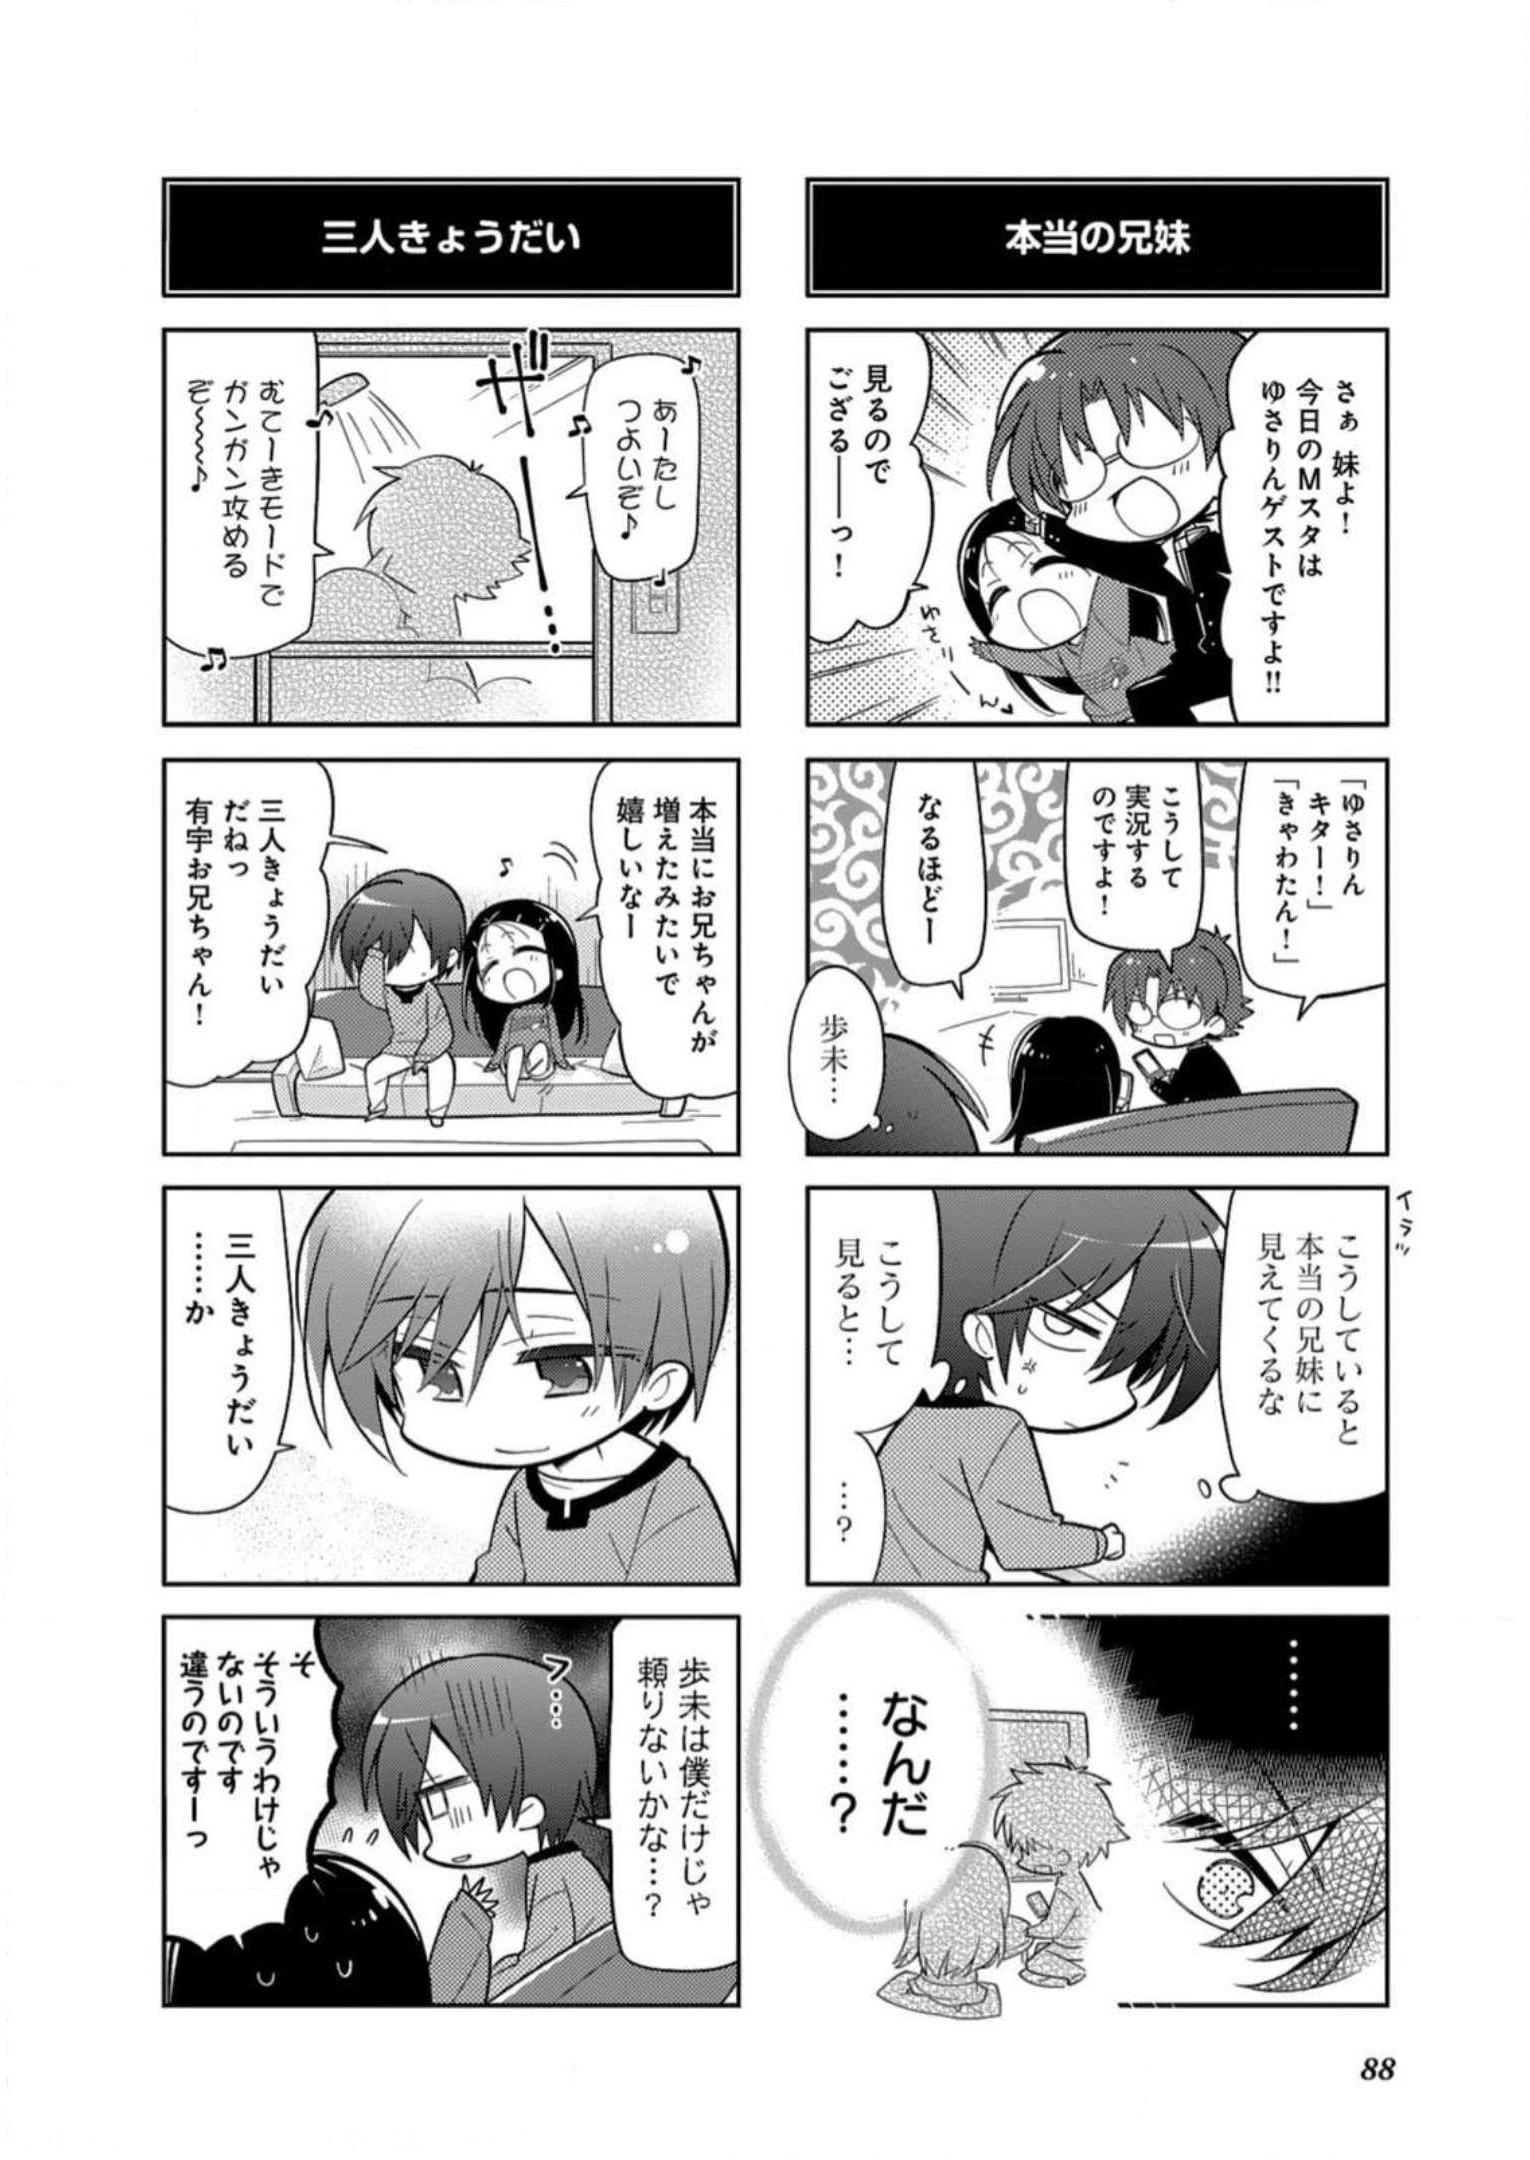 本当の兄妹
さぁ 妹よ！
今日のMスタは
ゆさりんゲストですよ!!
見るので
ござるーーっ！
ゆさりーん
「ゆさりん
キター！」
「きゃわたん！」
こうして
実況する
のですよ！
なるほどー
歩未…
イラッ
こうしていると
本当の兄妹に
見えてくるな
こうして
見ると…
…？
……
なんだ
……？
三人きょうだい
あーたし
つよいぞ♪
ザーー…
むてーきモードで
ガンガン攻める
ぞ～～～♪
本当にお兄ちゃんが
増えたみたいで
嬉しいなー
三人きょうだい
だねっ
有宇お兄ちゃん！
三人きょうだい
……か
歩未は僕だけじゃ
頼りないかな…？
フ…
そ
そういうわけじゃ
ないのです
違うのですーっ
88